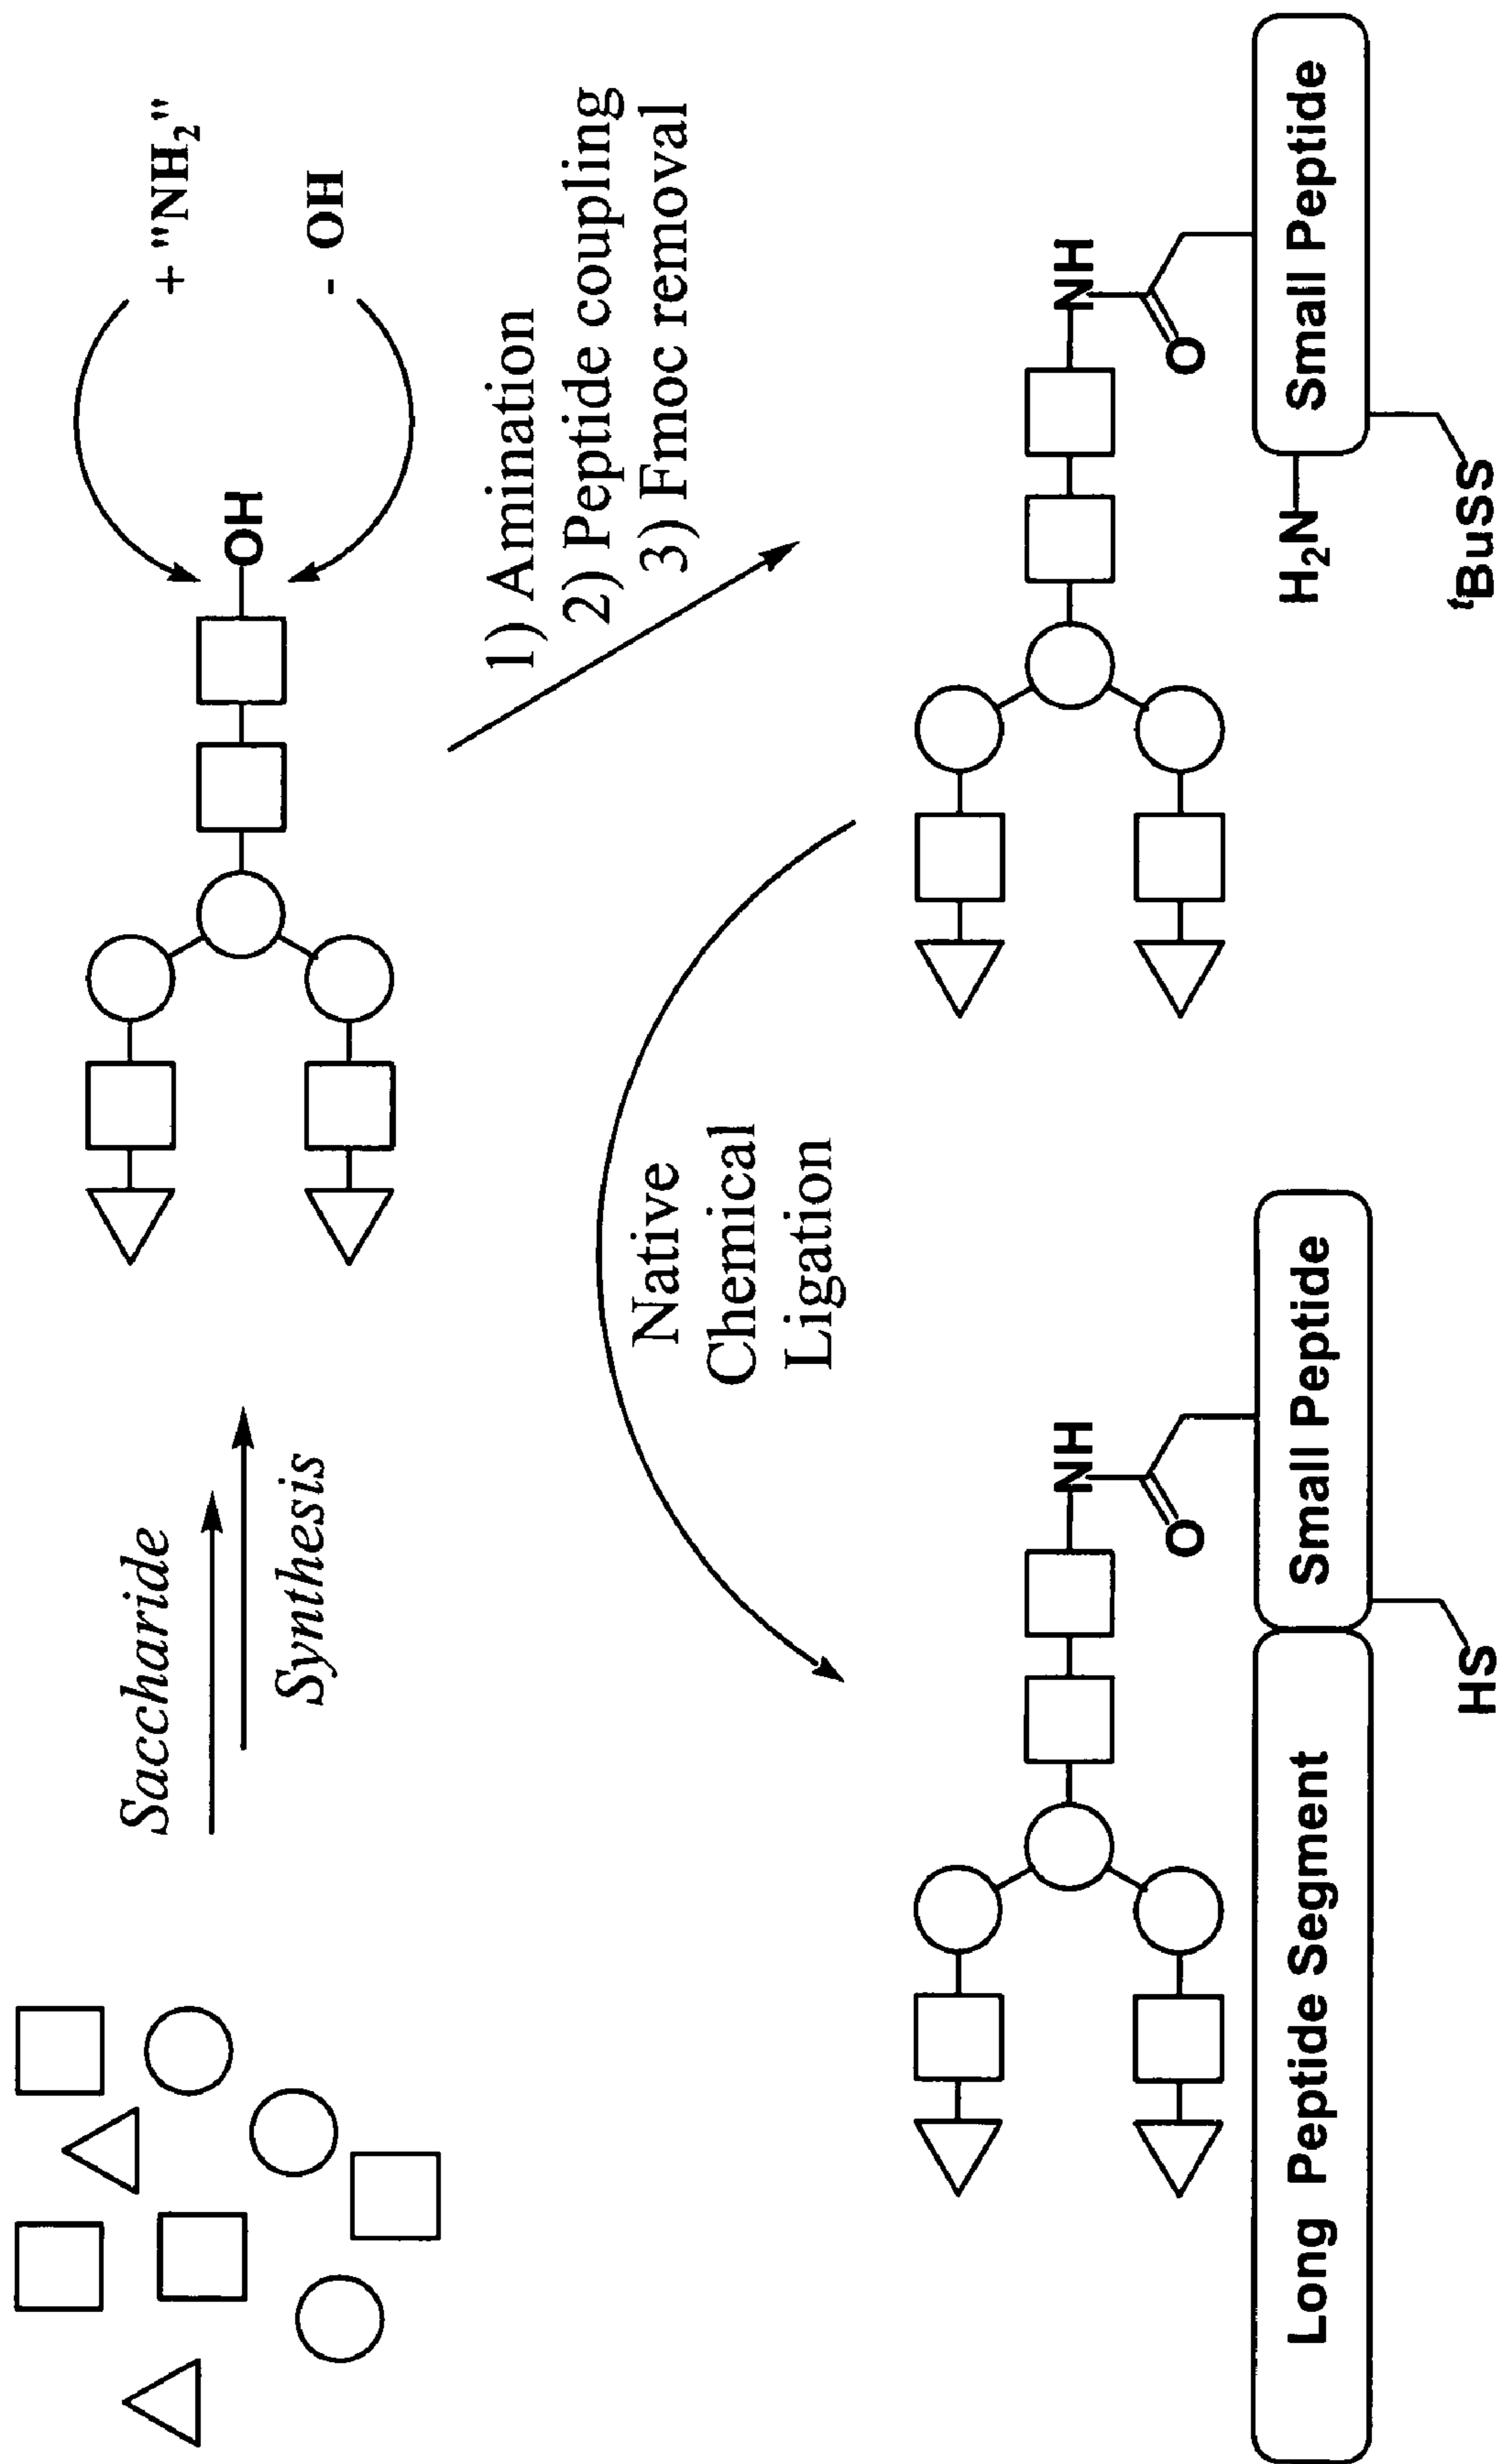 Saccharide
Synthesis
OH
+ "NH₂"
- OH
1) Amination
2) Peptide coupling
3) Fmoc removal
Native
Chemical
Ligation
NH
O
Long Peptide Segment
Small Peptide
HS
NH
O
H₂N
Small Peptide
ᵗBuSS